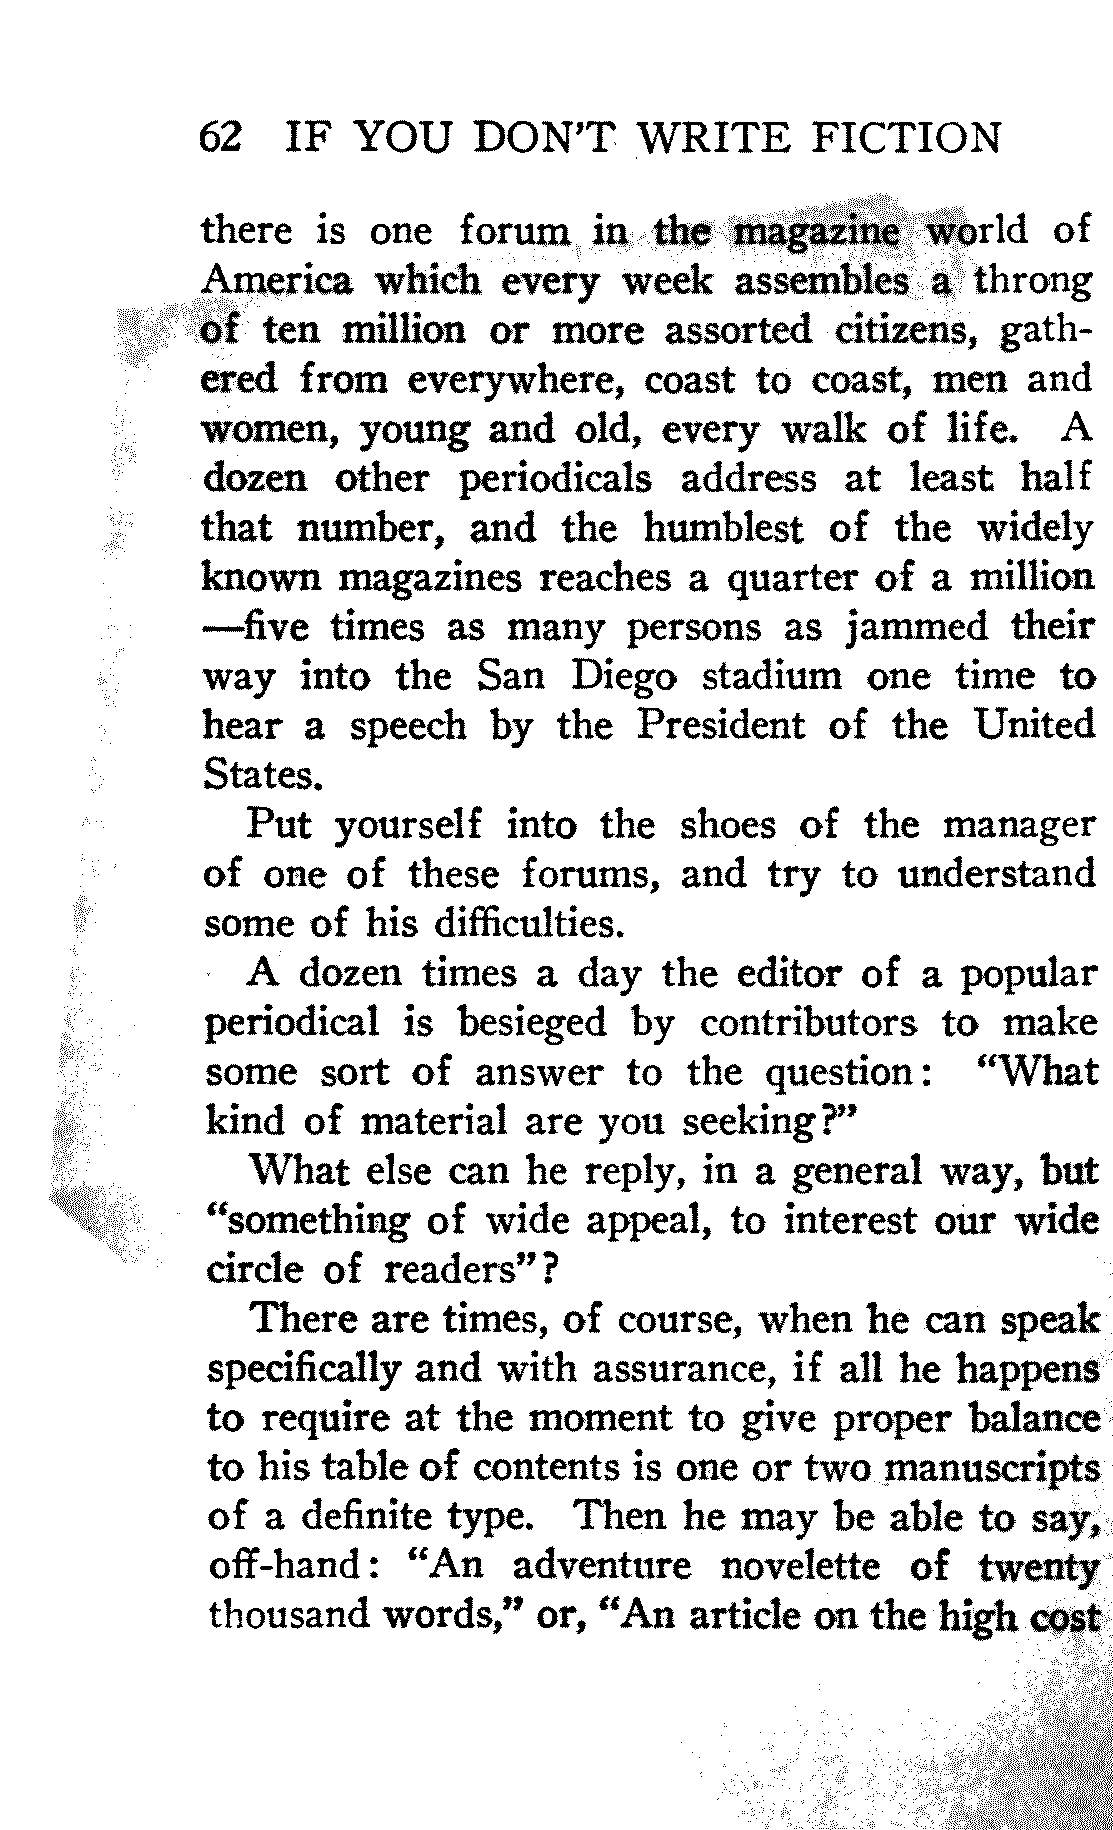 62 IF YOU DON'T WRITE FICTION
there is one forum in the magazine world of
America which every week assembles a throng
of ten million or more assorted citizens, gath-
ered from everywhere, coast to coast, men and
women, young and old, every walk of life. A
dozen other periodicals address at least half
that number, and the humblest of the widely
known magazines reaches a quarter of a million
—five times as many persons as jammed their
way into the San Diego stadium one time to
hear a speech by the President of the United
States.
Put yourself into the shoes of the manager
of one of these forums, and try to understand
some of his difficulties.
A dozen times a day the editor of a popular
periodical is besieged by contributors to make
some sort of answer to the question: “What
kind of material are you seeking?”
What else can he reply, in a general way, but
“something of wide appeal, to interest our wide
circle of readers”?
There are times, of course, when he can speak
specifically and with assurance, if all he happens
to require at the moment to give proper balance
to his table of contents is one or two manuscripts
of a definite type. Then he may be able to say,
off-hand: “An adventure novelette of twenty
thousand words,” or, “An article on the high cost